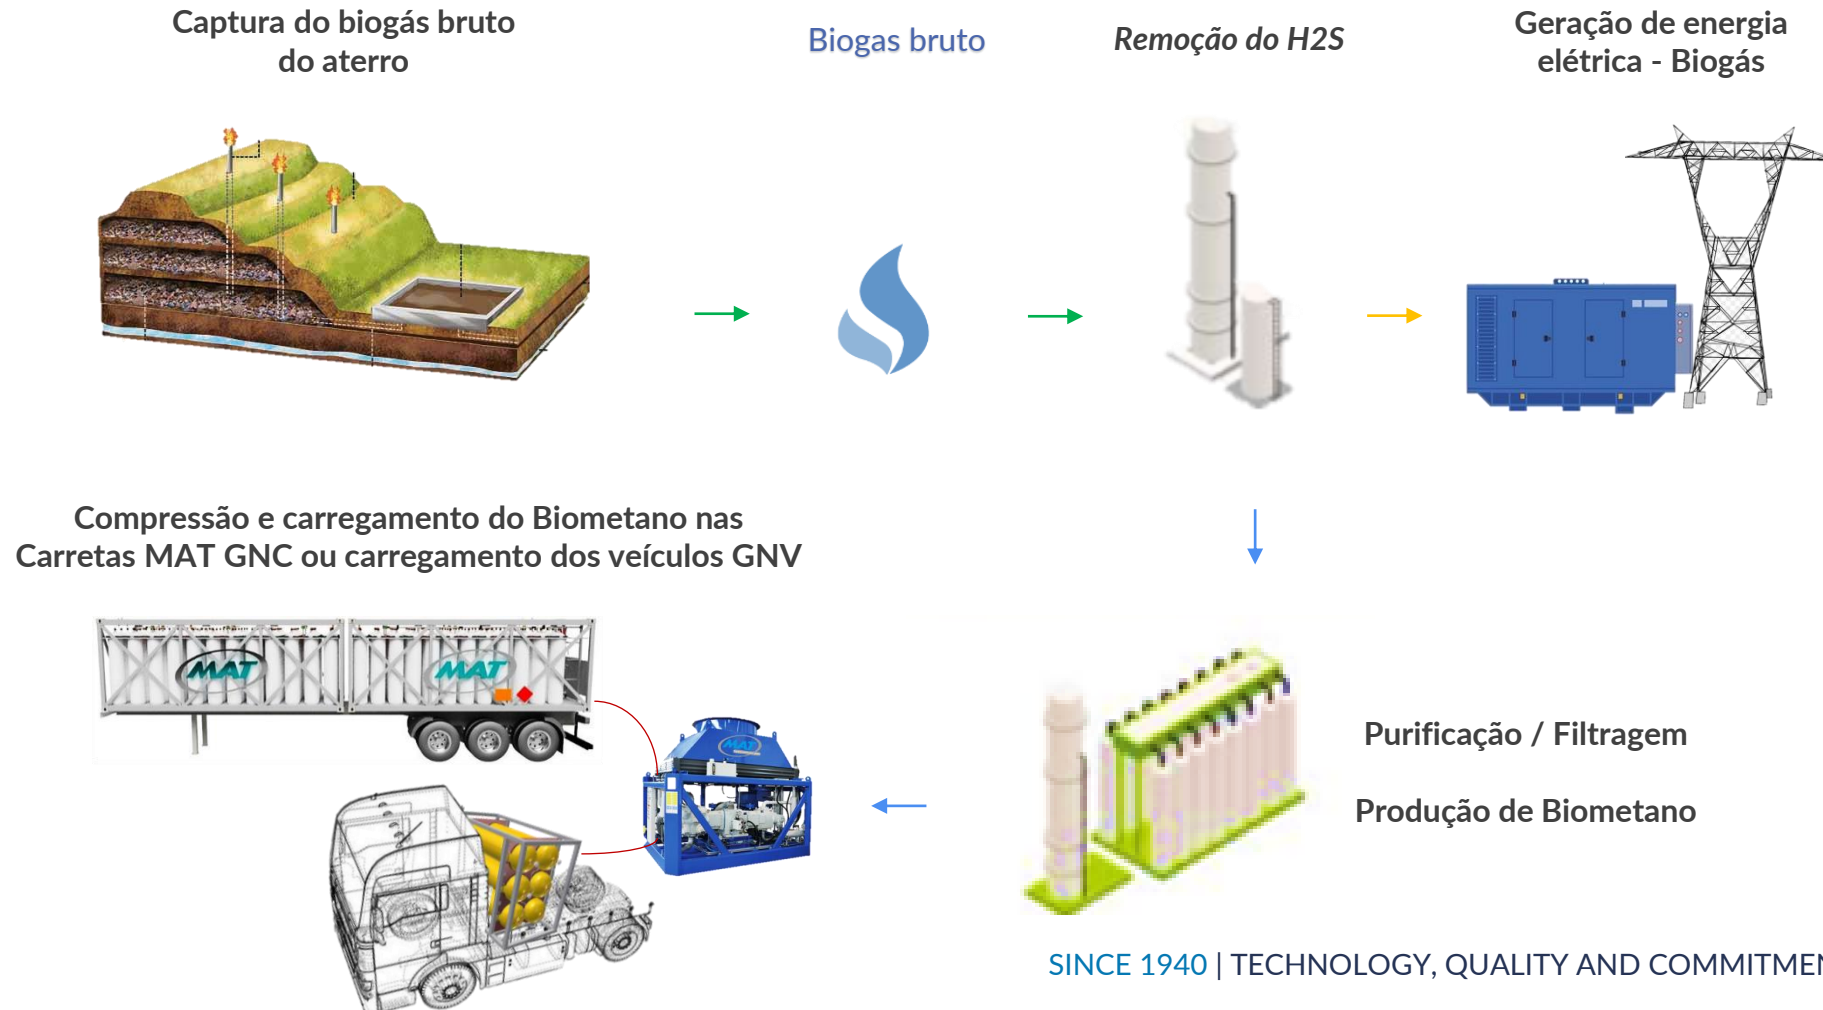 Captura do biogás bruto
do aterro
Biogas bruto
Remoção do H2S
Geração de energia
elétrica - Biogás
Compressão e carregamento do Biometano nas
Carretas MAT GNC ou carregamento dos veículos GNV
MAT
MAT
MAT
Purificação / Filtragem
Produção de Biometano
SINCE 1940 | TECHNOLOGY, QUALITY AND COMMITMEN